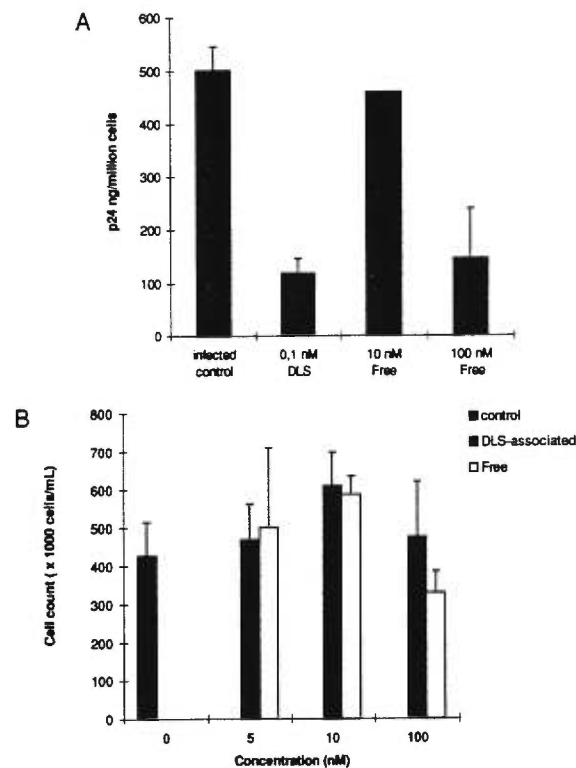 A
600
500
400
300
200
100
0
p24 ng/million cells
infected control
0,1 nM DLS
10 nM Free
100 nM Free
B
800
700
600
500
400
300
200
100
0
Cell count ( x 1000 cells/mL)
0
5
10
100
Concentration (nM)
control
DLS-associated
Free